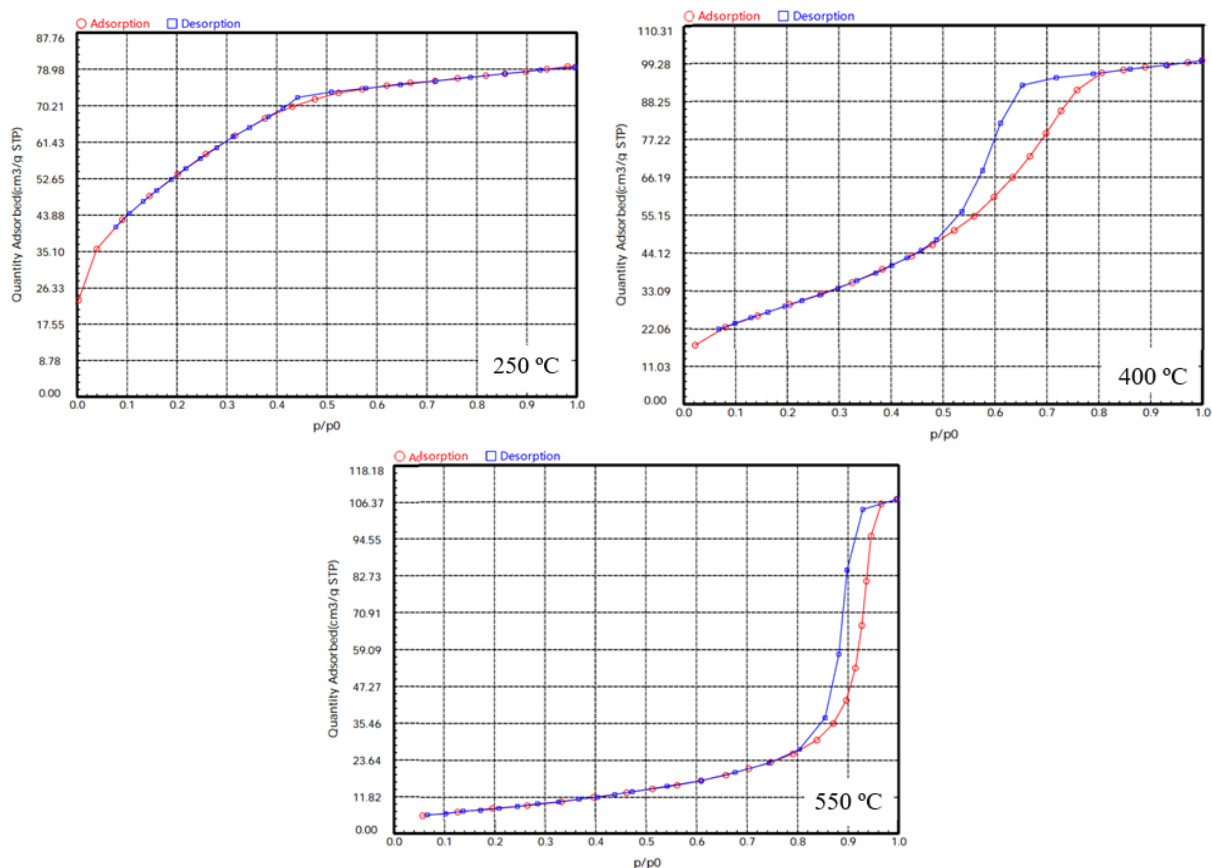 Adsorption Desorption
87.76
78.98
70.21
61.43
52.65
43.88
35.10
26.33
17.55
8.78
0.00
Quantity Adsorbed(cm3/g STP)
250 ºC
0.0 0.1 0.2 0.3 0.4 0.5 0.6 0.7 0.8 0.9 1.0
p/p0
Adsorption Desorption
110.31
99.28
88.25
77.22
66.19
55.15
44.12
33.09
22.06
11.03
0.00
Quantity Adsorbed(cm3/g STP)
400 ºC
0.0 0.1 0.2 0.3 0.4 0.5 0.6 0.7 0.8 0.9 1.0
p/p0
Adsorption Desorption
118.18
106.37
94.55
82.73
70.91
59.09
47.27
35.46
23.64
11.82
0.00
Quantity Adsorbed(cm3/g STP)
550 ºC
0.0 0.1 0.2 0.3 0.4 0.5 0.6 0.7 0.8 0.9 1.0
p/p0